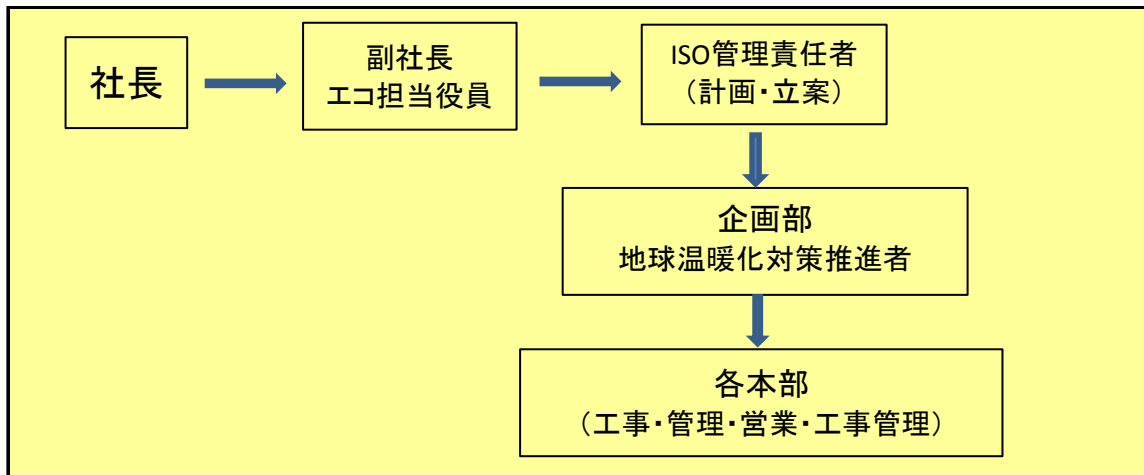 社長
副社長
エコ担当役員
ISO管理責任者
（計画・立案）
企画部
地球温暖化対策推進者
各本部
（工事・管理・営業・工事管理）